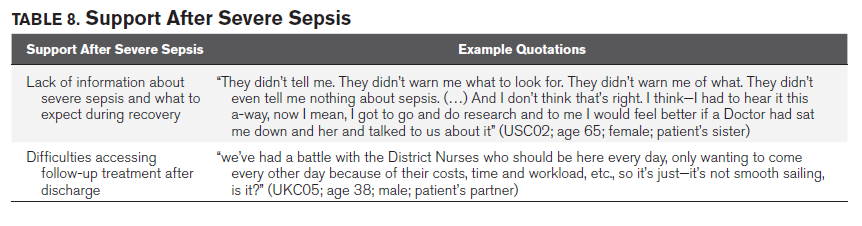 TABLE 8. Support After Severe Sepsis
Support After Severe Sepsis Example Quotations
Lack of information about severe sepsis and what to expect during recovery
"They didn't tell me. They didn't warn me what to look for. They didn't warn me of what. They didn't
even tell me nothing about sepsis. (…) And I don't think that's right. I think—I had to hear it this
a-way, now I mean, I got to go and do research and to me I would feel better if a Doctor had sat
me down and her and talked to us about it" (USC02; age 65; female; patient's sister)
Difficulties accessing follow-up treatment after discharge
"we've had a battle with the District Nurses who should be here every day, only wanting to come
every other day because of their costs, time and workload, etc., so it's just—it's not smooth sailing,
is it?" (UKC05; age 38; male; patient's partner)